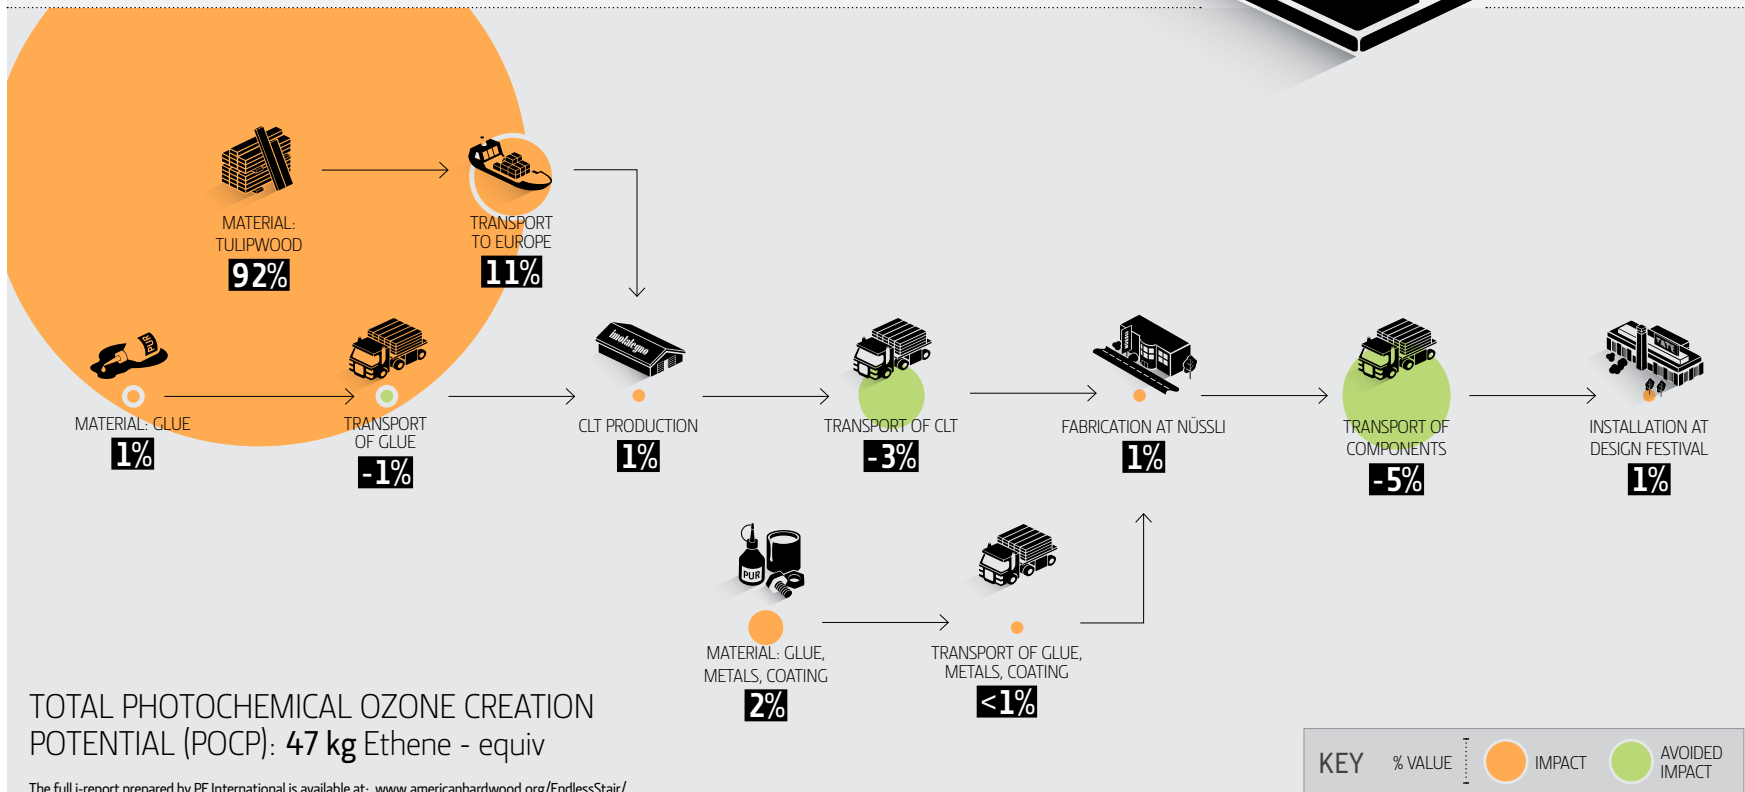 MATERIAL:
TULIPWOOD
92%
TRANSPORT
TO EUROPE
11%
PUR
MATERIAL: GLUE
1%
TRANSPORT
OF GLUE
-1%
imolalegno
CLT PRODUCTION
1%
TRANSPORT OF CLT
-3%
FABRICATION AT NÜSSLI
1%
TRANSPORT OF
COMPONENTS
-5%
INSTALLATION AT
DESIGN FESTIVAL
1%
PUR
MATERIAL: GLUE,
METALS, COATING
2%
TRANSPORT OF GLUE,
METALS, COATING
<1%
TOTAL PHOTOCHEMICAL OZONE CREATION
POTENTIAL (POCP): 47 kg Ethene - equiv
The full i-report prepared by PE International is available at: www.americanhardwood.org/EndlessStair/
KEY
% VALUE
IMPACT
AVOIDED
IMPACT